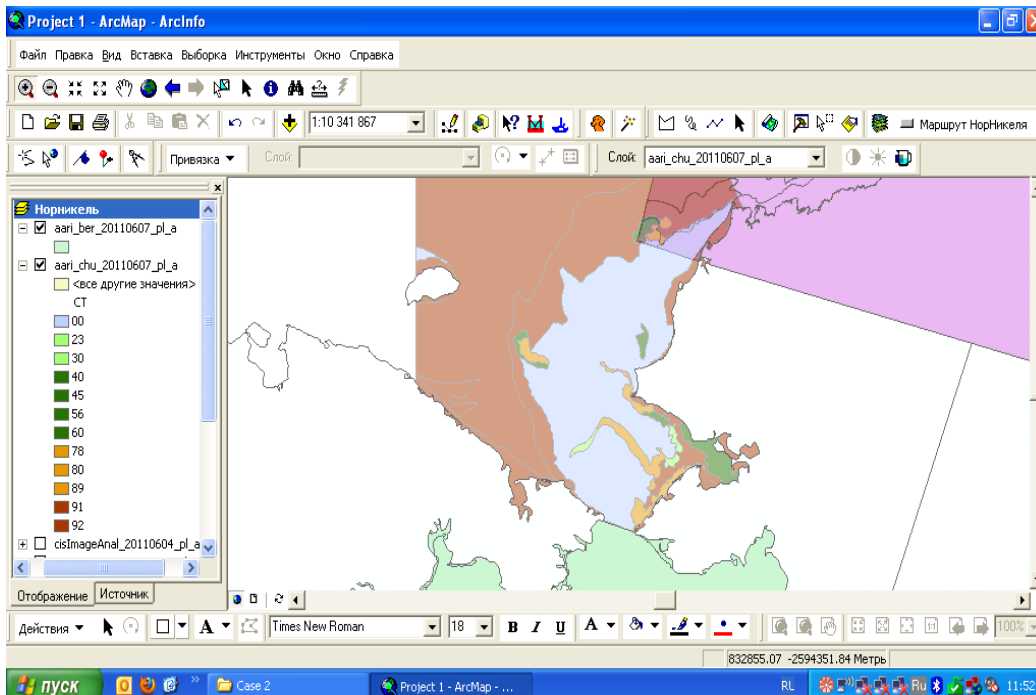 Project 1 - ArcMap - ArcInfo
Файл Правка Вид Вставка Выборка Инструменты Окно Справка
1:10 341 867
Маршрут НорНикеля
Привязка
Слой:
Слой: aari_chu_20110607_pl_a
Норникель
aari_ber_20110607_pl_a
aari_chu_20110607_pl_a
<все другие значения>
CT
00
23
30
40
45
56
60
78
80
89
91
92
cisImageAnal_20110604_pl_a
Отображение Источник
Действия
A
Times New Roman
18
B I U A
100%
832855.07 -2594351.84 Метры
пуск
Case 2
Project 1 - ArcMap - ...
RL
Ru
11:52